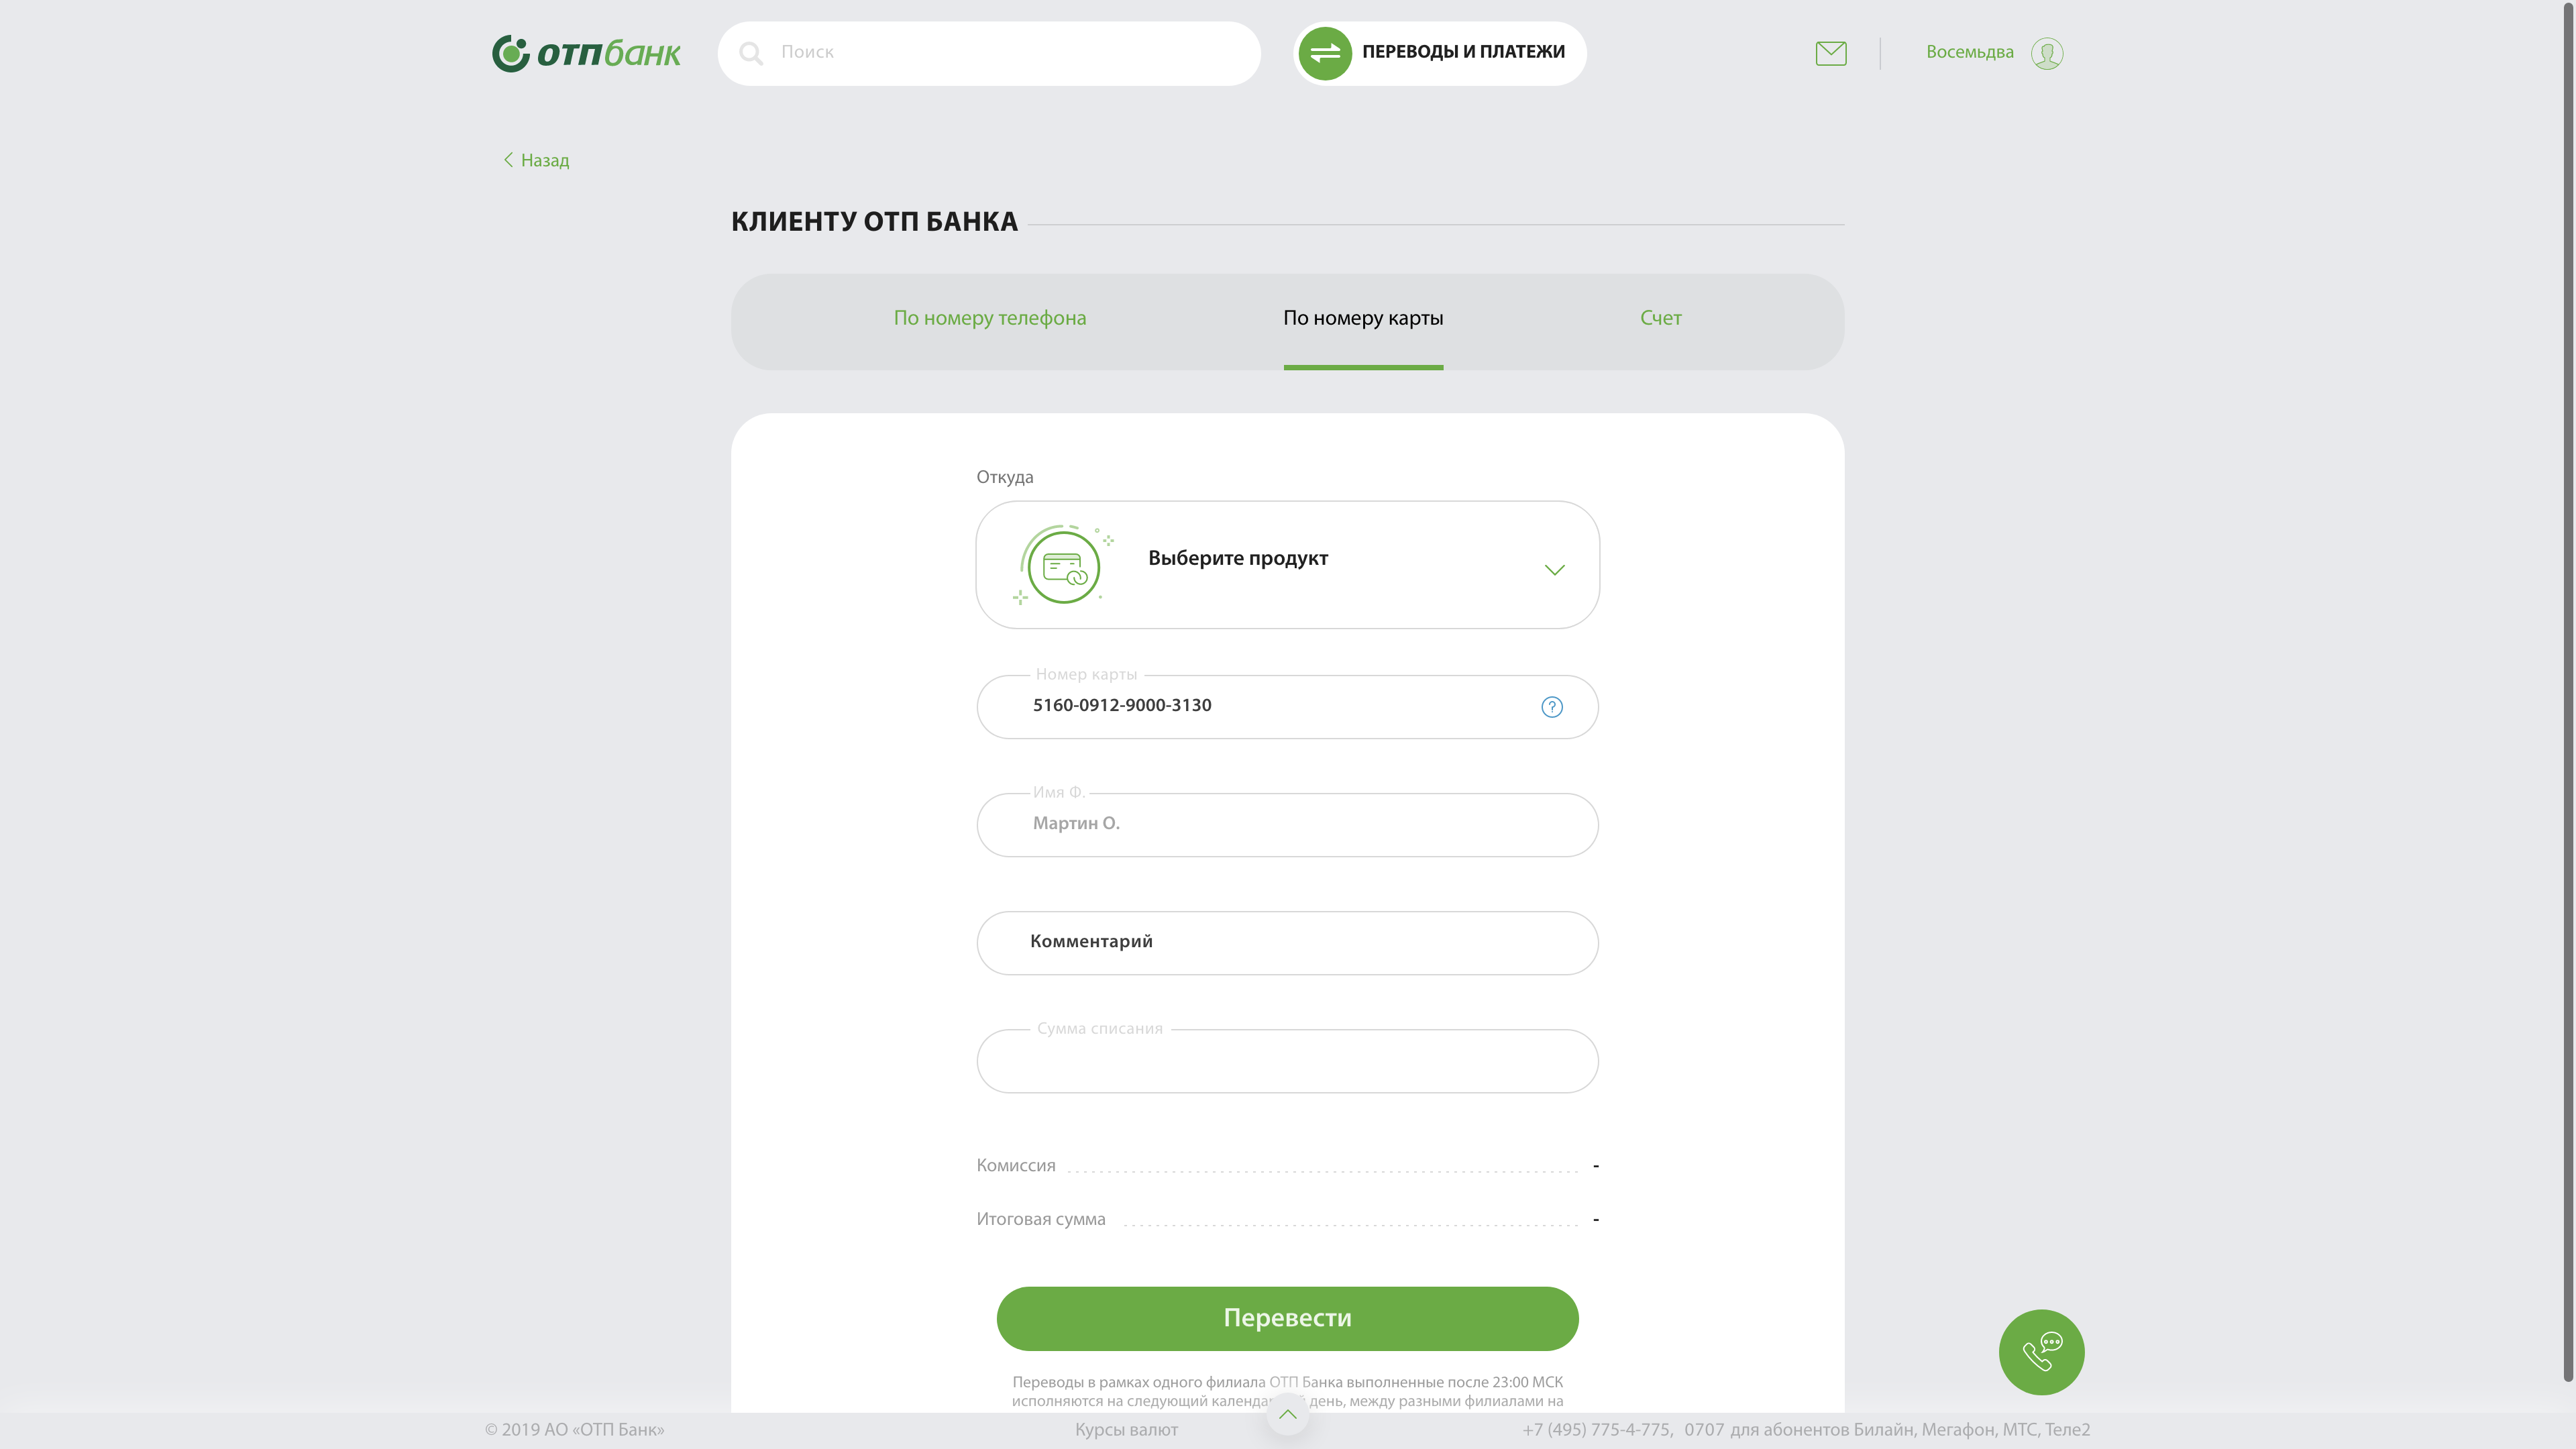 отпбанк
Поиск
ПЕРЕВОДЫ И ПЛАТЕЖИ
Восемьдва
Назад
КЛИЕНТУ ОТП БАНКА
По номеру телефона
По номеру карты
Счет
Откуда
Выберите продукт
Номер карты
5160-0912-9000-3130
?
Имя Ф.
Мартин О.
Комментарий
Сумма списания
Комиссия -
Итоговая сумма -
Перевести
Переводы в рамках одного филиала ОТП Банка выполненные после 23:00 МСК
исполняются на следующий день, между разными филиалами на
© 2019 АО «ОТП Банк»
Курсы валют
+7 (495) 775-4-775, 0707 для абонентов Билайн, Мегафон, МТС, Теле2